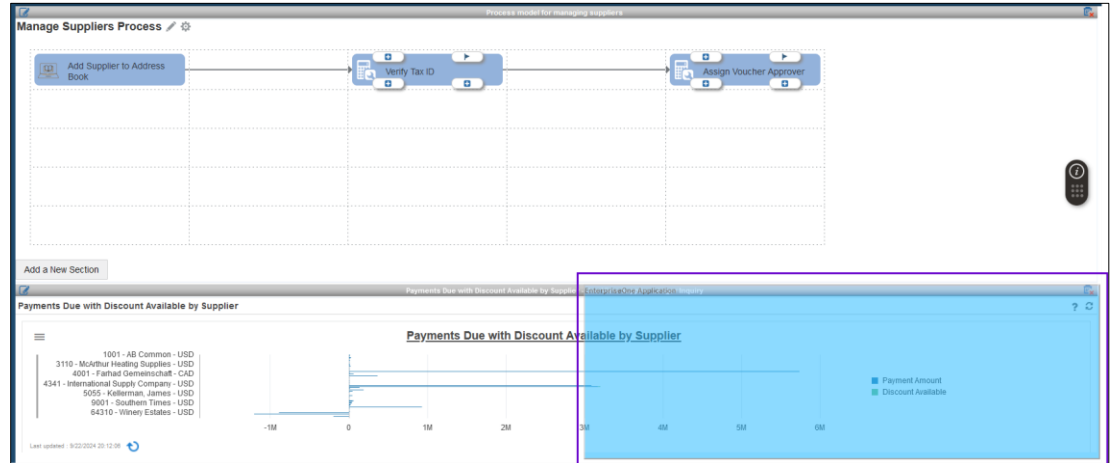 Process model for managing suppliers
Manage Suppliers Process
Add Supplier to Address
Book
Verify Tax ID
Assign Voucher Approver
Add a New Section
Payments Due with Discount Available by Supplier EnterpriseOne Application Inquiry
Payments Due with Discount Available by Supplier
?
Payments Due with Discount Available by Supplier
1001 - AB Common - USD
3110 - McArthur Heating Supplies - USD
4001 - Farhad Gemeinschaft - CAD
4341 - International Supply Company - USD
5055 - Kellerman, James - USD
9001 - Southern Times - USD
64310 - Winery Estates - USD
Payment Amount
Discount Available
-1M 0 1M 2M 3M 4M 5M 6M
Last updated : 9/22/2024 20:12:06